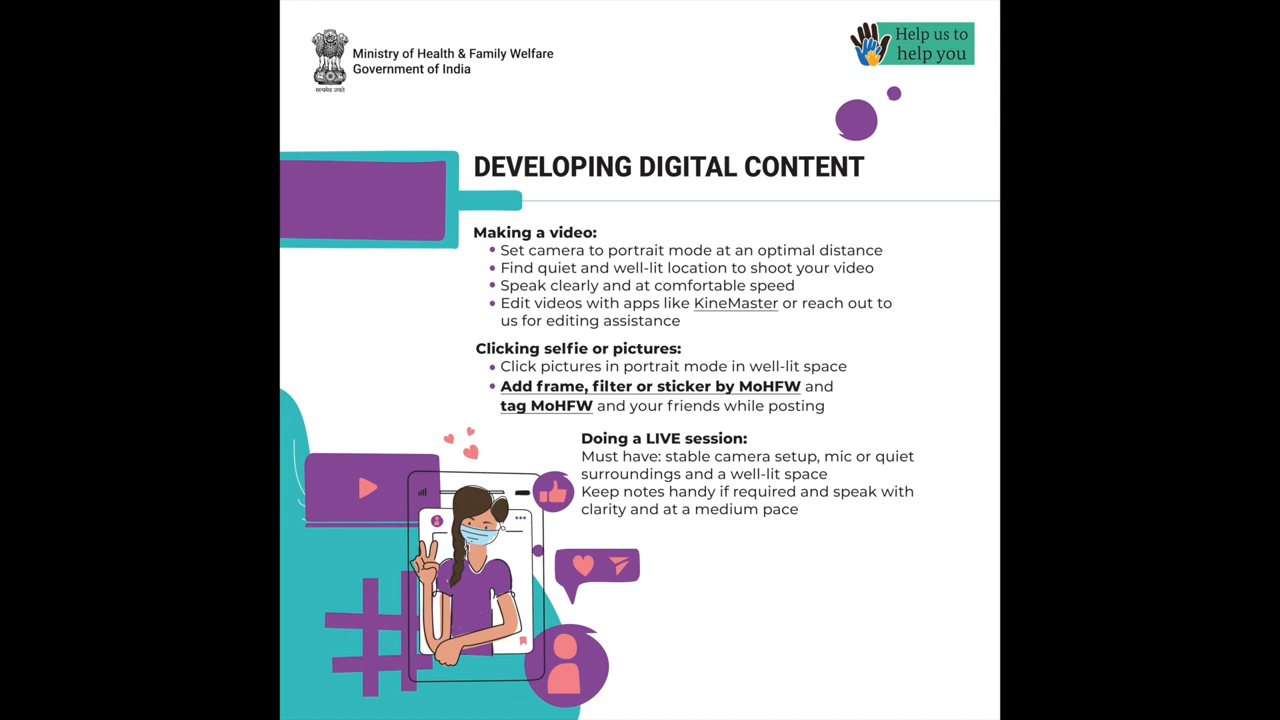 Ministry of Health & Family Welfare
Government of India
सत्यमेव जयते
Help us to
help you
DEVELOPING DIGITAL CONTENT
Making a video:
• Set camera to portrait mode at an optimal distance
• Find quiet and well-lit location to shoot your video
• Speak clearly and at comfortable speed
• Edit videos with apps like KineMaster or reach out to
us for editing assistance
Clicking selfie or pictures:
• Click pictures in portrait mode in well-lit space
• Add frame, filter or sticker by MoHFW and
tag MoHFW and your friends while posting
Doing a LIVE session:
Must have: stable camera setup, mic or quiet
surroundings and a well-lit space
Keep notes handy if required and speak with
clarity and at a medium pace